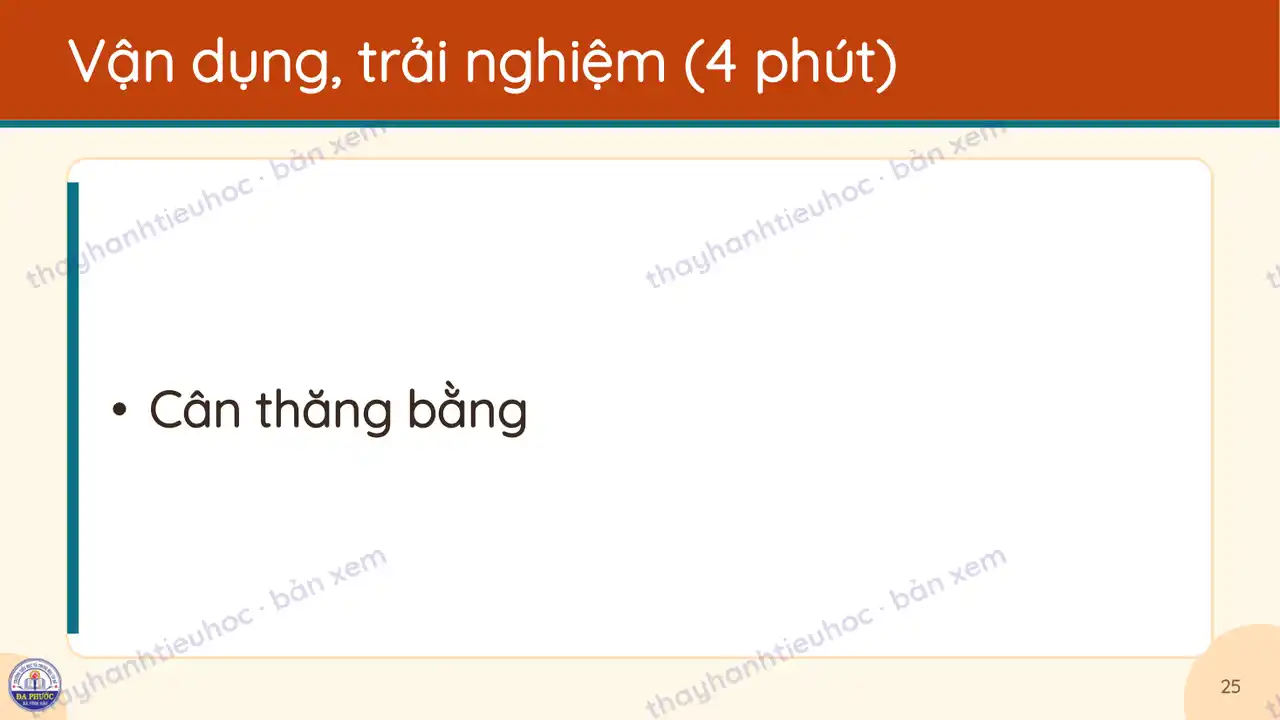 Vận dụng, trải nghiệm (4 phút)
thayhanhtieuhoc · bản xem
thayhanhtieuhoc · bản xem
• Cân thăng bằng
thayhanhtieuhoc · bản xem
thayhanhtieuhoc · bản xem
ĐA PHƯỚC
25